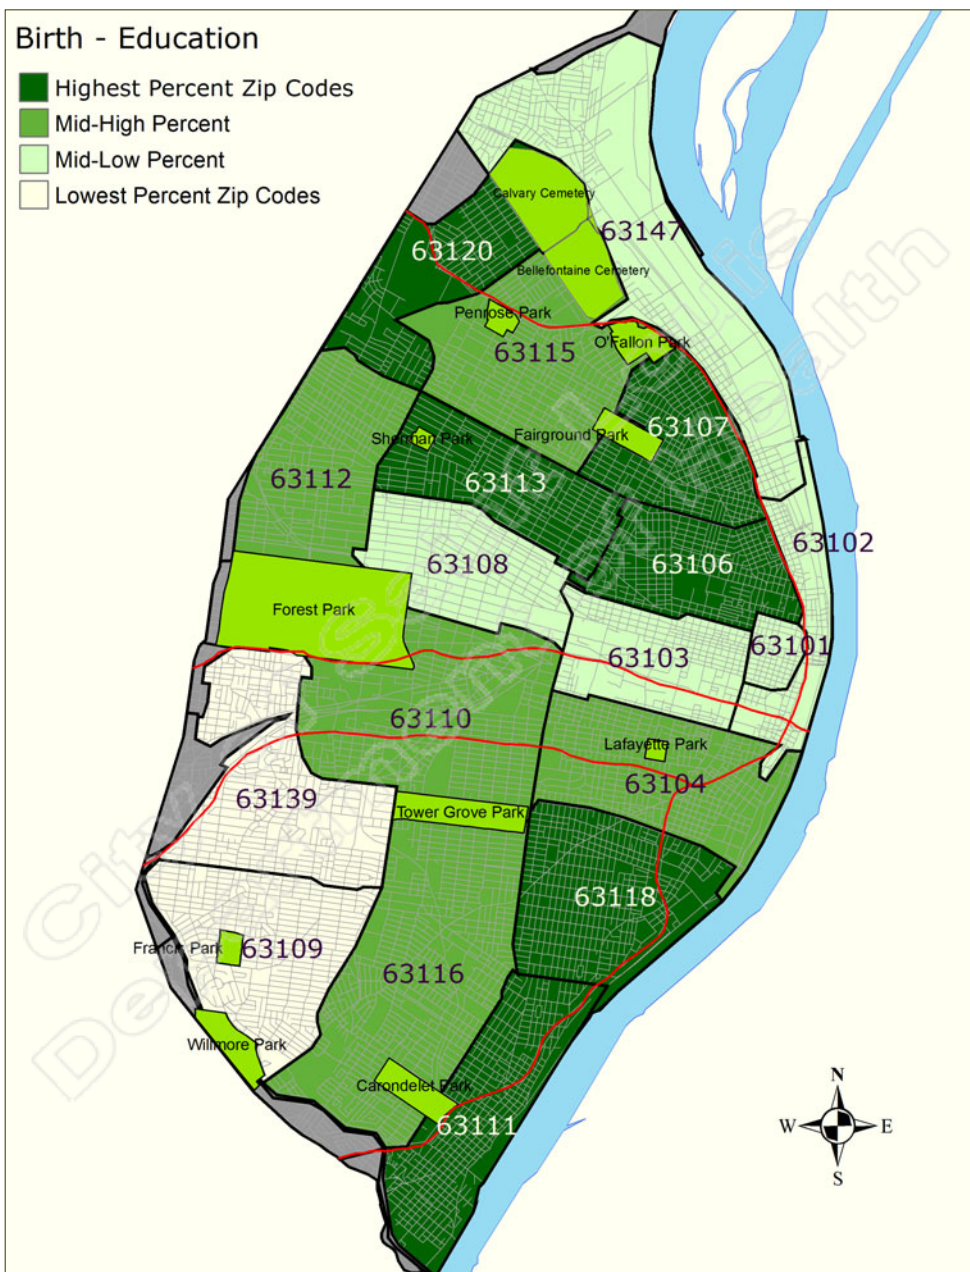 Birth - Education
Highest Percent Zip Codes
Mid-High Percent
Mid-Low Percent
Lowest Percent Zip Codes
Calvary Cemetery
63147
63120
Bellefontaine Cemetery
Penrose Park
O'Fallon Park
63115
63107
Fairground Park
Sherman Park
63112
63113
63102
63108
63106
Forest Park
63101
63103
63110
Lafayette Park
63104
63139
Tower Grove Park
63118
Francis Park
63109
63116
Willmore Park
Carondelet Park
63111
N
W
E
S